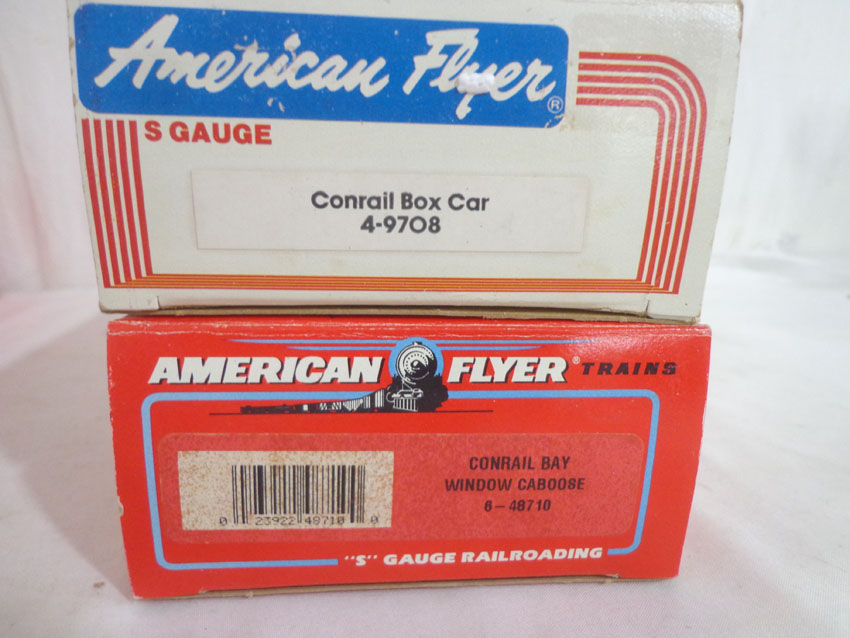 American Flyer®
S GAUGE
Conrail Box Car
4-9708
AMERICAN FLYER® TRAINS
CONRAIL BAY
WINDOW CABOOSE
6-48710
0 23922 48710 0
"S" GAUGE RAILROADING